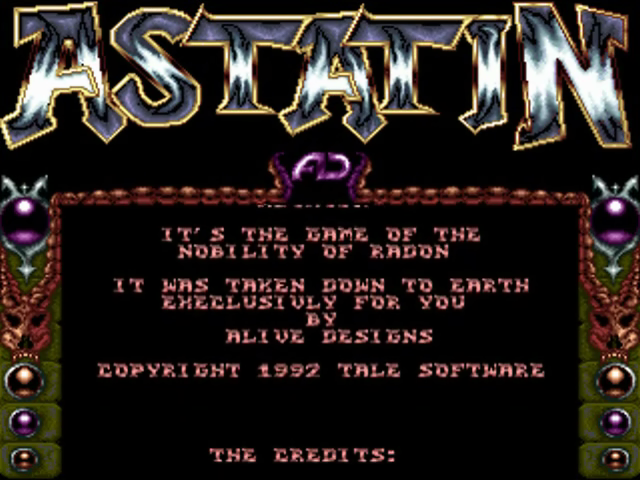 ASTATIN
AD
IT'S THE GAME OF THE
NOBILITY OF RADON
IT WAS TAKEN DOWN TO EARTH
EXECLUSIVLY FOR YOU
BY
ALIVE DESIGNS
COPYRIGHT 1992 TALE SOFTWARE
THE CREDITS: